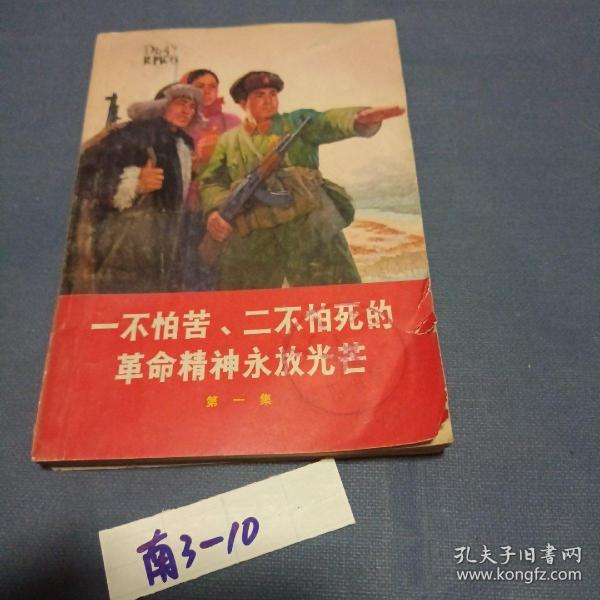 一不怕苦、二不怕死的
革命精神永放光芒
第一集
南3-10
孔夫子旧书网
www.kongfz.com